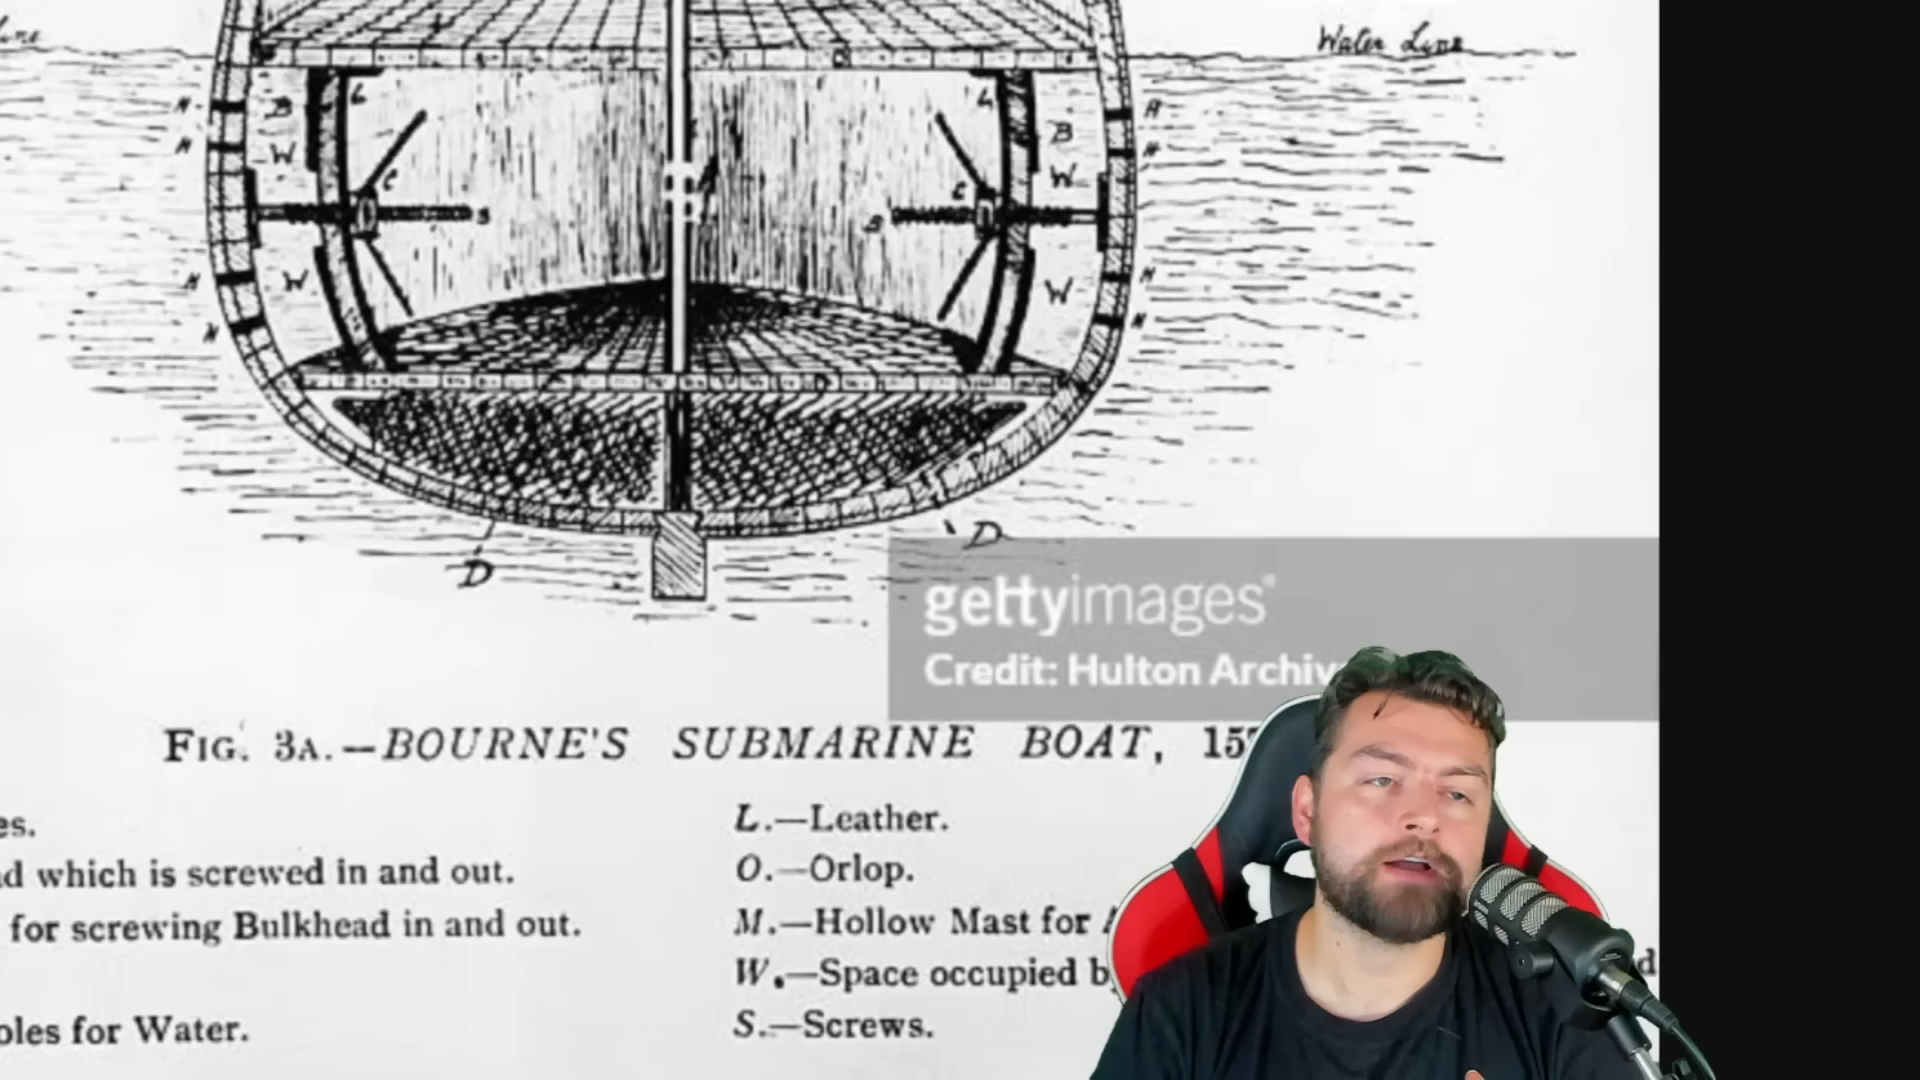 Water Line
H
B
L
L
H
B
H
W
H
W
C
C
S
H
W
W
H
H
H
D
D
gettyimages®
Credit: Hulton Archiv
FIG. 3A.—BOURNE'S SUBMARINE BOAT, 15
es.
L.—Leather.
d which is screwed in and out.
O.—Orlop.
for screwing Bulkhead in and out.
M.—Hollow Mast for
W.—Space occupied b
d
oles for Water.
S.—Screws.